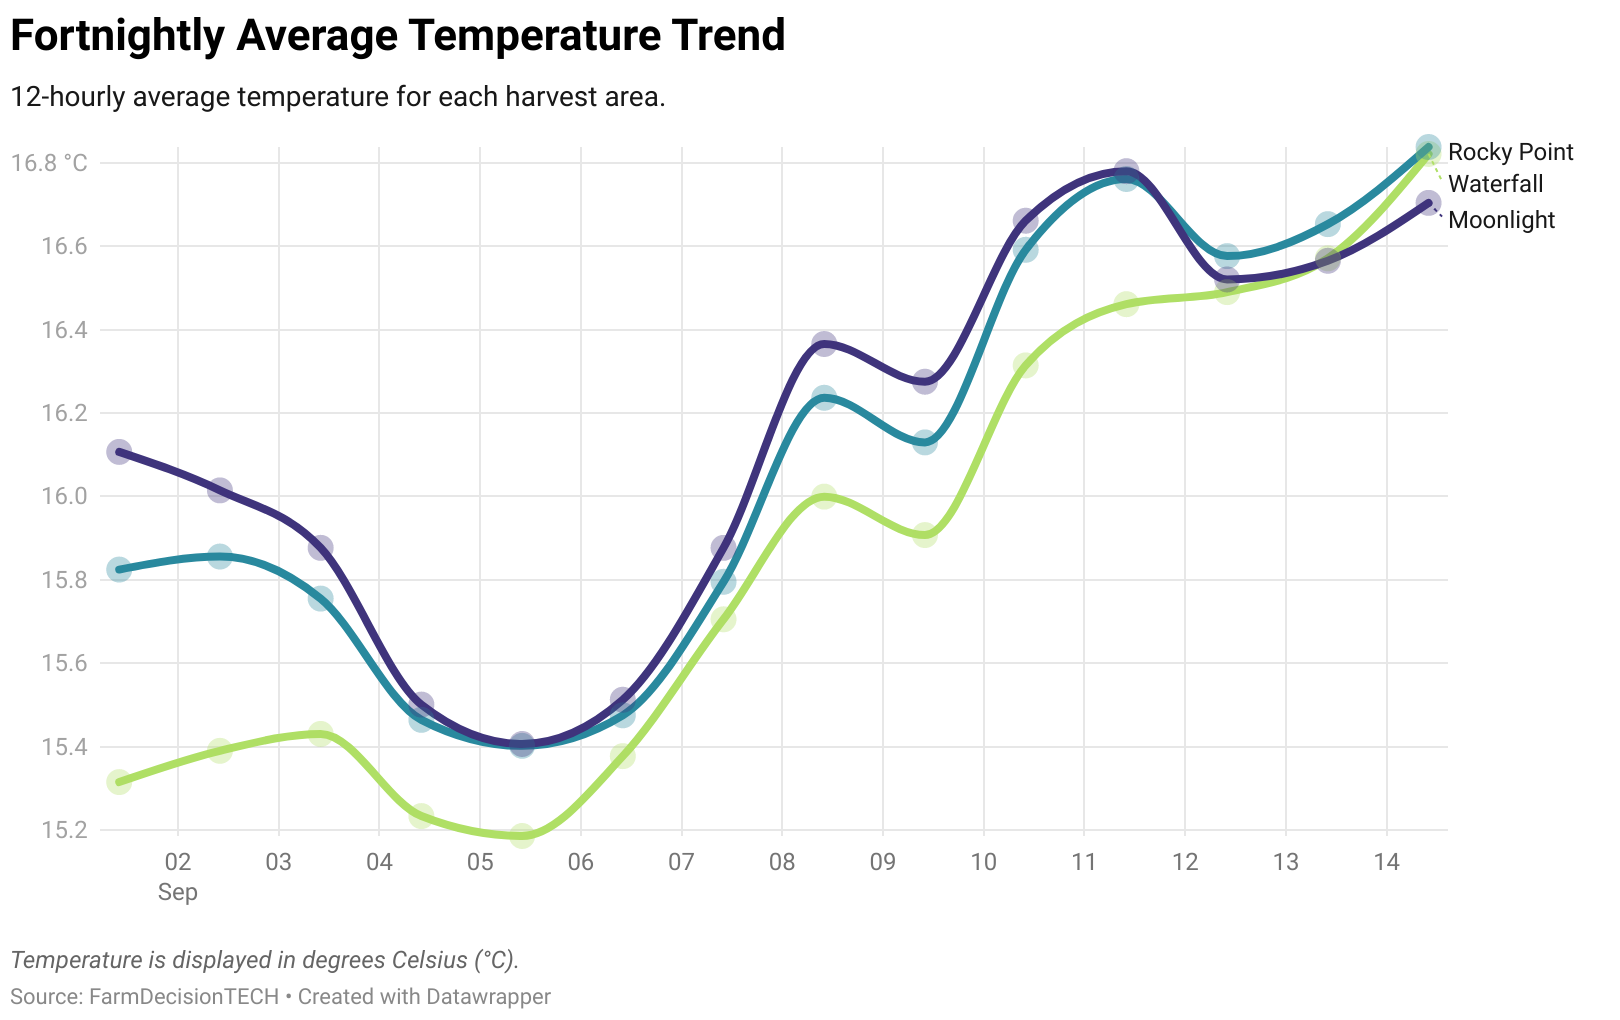 Fortnightly Average Temperature Trend
12-hourly average temperature for each harvest area.
16.8 °C
16.6
16.4
16.2
16.0
15.8
15.6
15.4
15.2
Rocky Point
Waterfall
Moonlight
02 03 04 05 06 07 08 09 10 11 12 13 14
Sep
Temperature is displayed in degrees Celsius (°C).
Source: FarmDecisionTECH • Created with Datawrapper